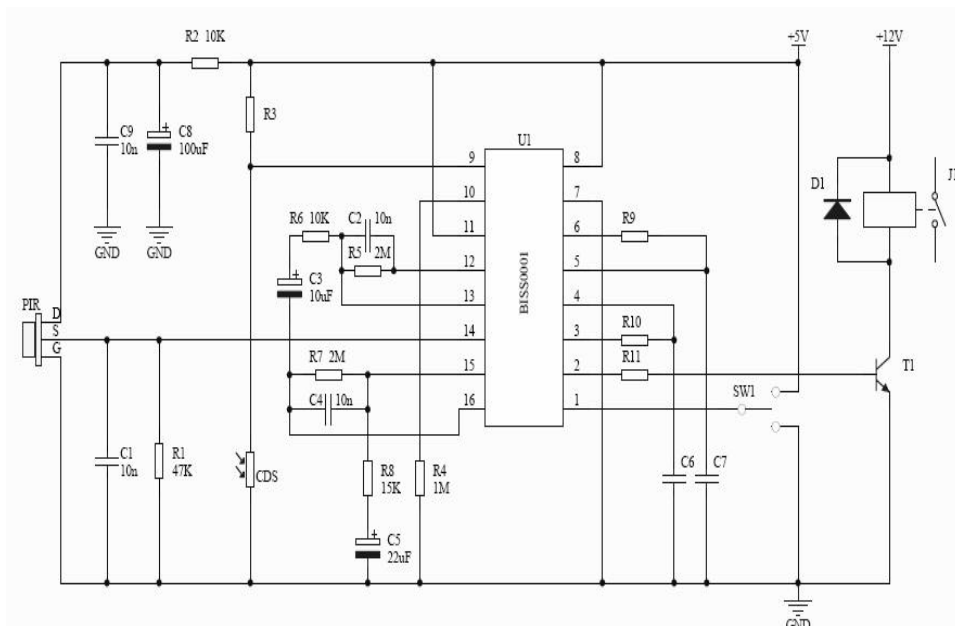 R2 10K
+5V
+12V
R3
C9
10n
C8
100uF
+
U1
9
10
11
12
13
14
15
16
8
7
6
5
4
3
2
1
BISS0001
D1
J1
R6 10K
C2
10n
R5 2M
R9
GND
GND
+
C3
10uF
PIR
D
S
G
R10
R11
R7 2M
C4
10n
T1
SW1
C1
10n
R1
47K
CDS
R8
15K
R4
1M
C6
C7
+
C5
22uF
GND